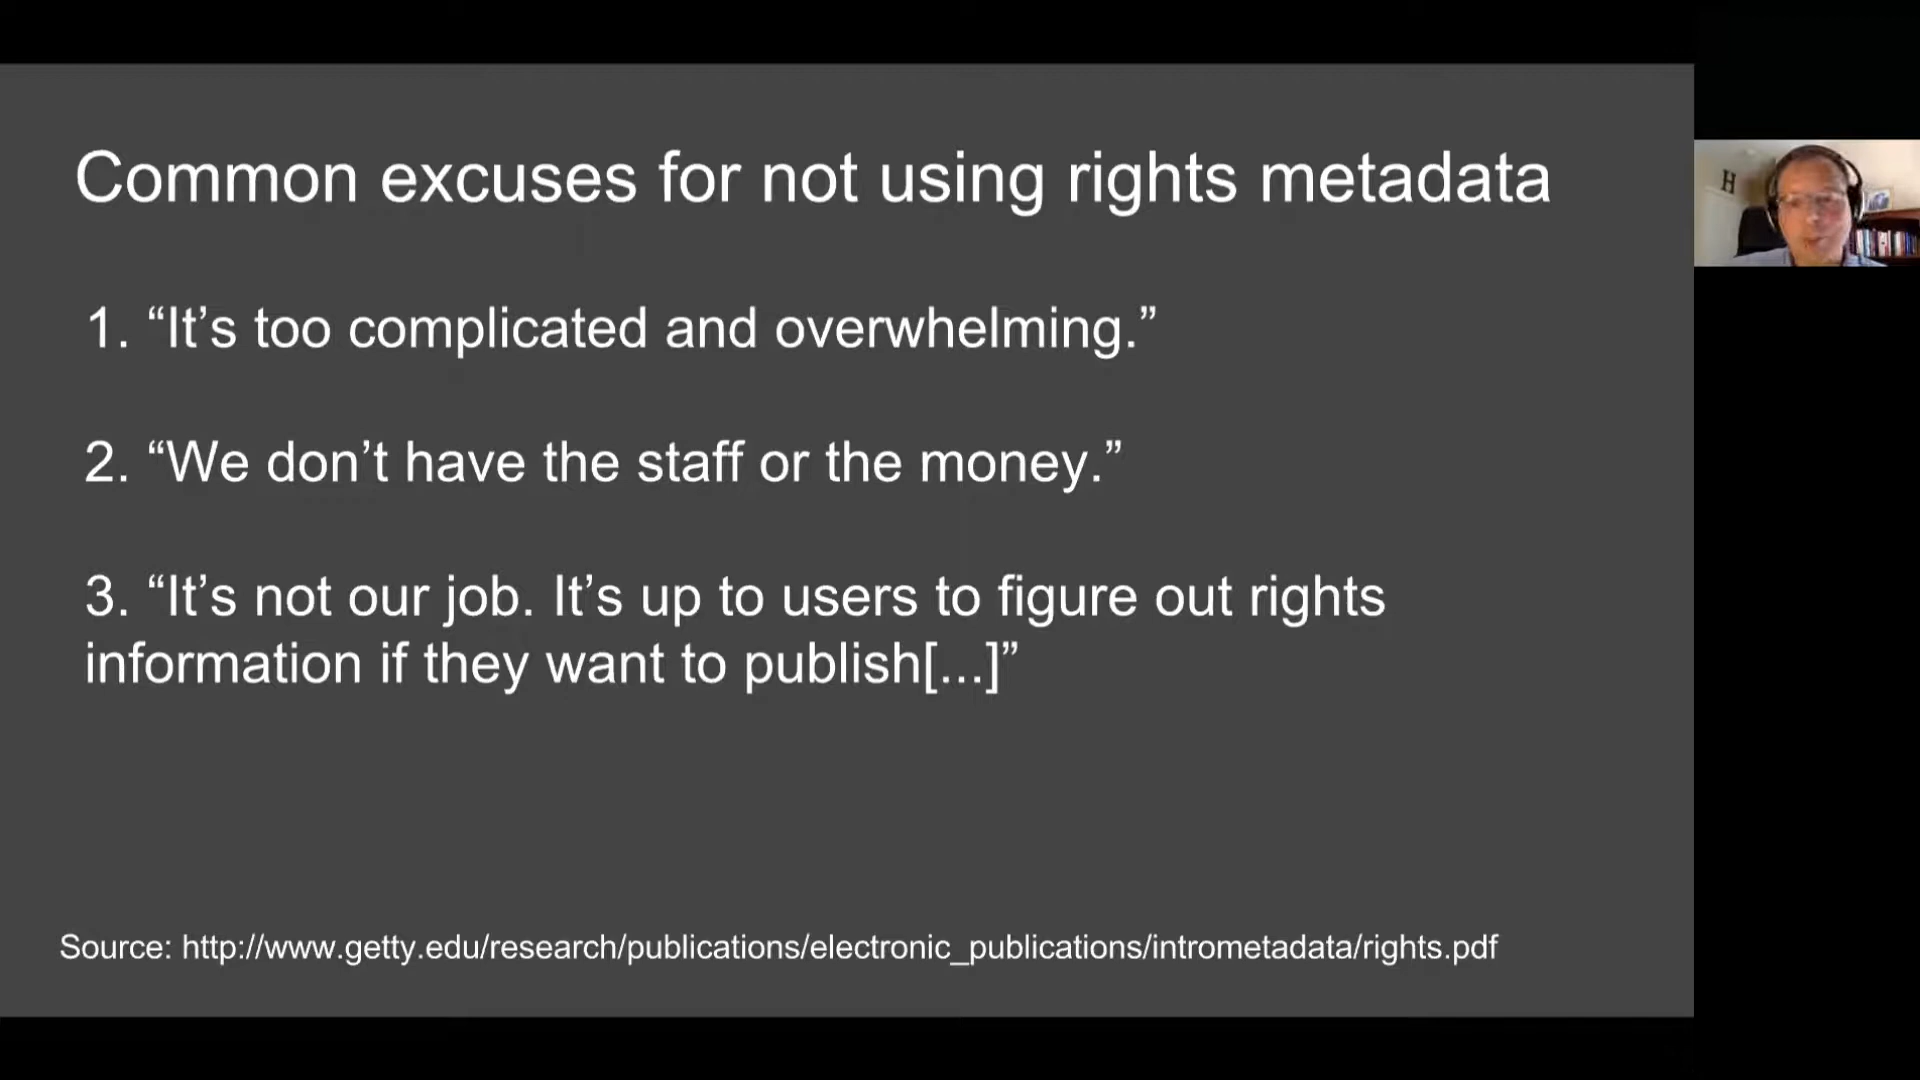 Common excuses for not using rights metadata
1. “It’s too complicated and overwhelming.”
2. “We don’t have the staff or the money.”
3. “It’s not our job. It’s up to users to figure out rights
information if they want to publish[...]”
Source: http://www.getty.edu/research/publications/electronic_publications/intrometadata/rights.pdf
H